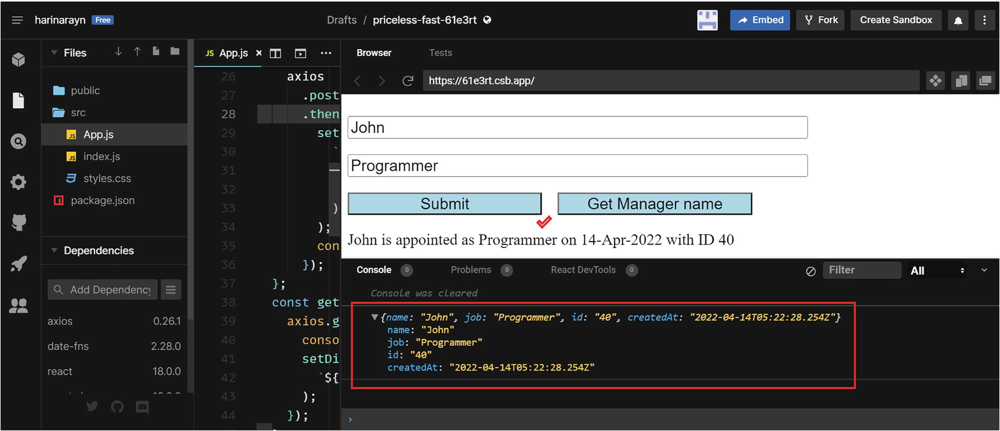 harinarayn Free
Drafts / priceless-fast-61e3rt
Embed
Fork
Create Sandbox
Files
public
src
JS App.js
JS index.js
styles.css
package.json
Dependencies
Add Dependency
axios 0.26.1
date-fns 2.28.0
react 18.0.0
JS App.js ×
26 axios
27 .post
28 .then
29 set
30 `
31
32
33 )
34 );
35 con
36 });
37 };
38 const get
39 axios.g
40 conso
41 setDi
42 `${
43 );
44 });
Browser
Tests
https://61e3rt.csb.app/
John
Programmer
Submit
Get Manager name
John is appointed as Programmer on 14-Apr-2022 with ID 40
Console 0
Problems 0
React DevTools 0
Filter
All
Console was cleared
{name: "John", job: "Programmer", id: "40", createdAt: "2022-04-14T05:22:28.254Z"}
name: "John"
job: "Programmer"
id: "40"
createdAt: "2022-04-14T05:22:28.254Z"